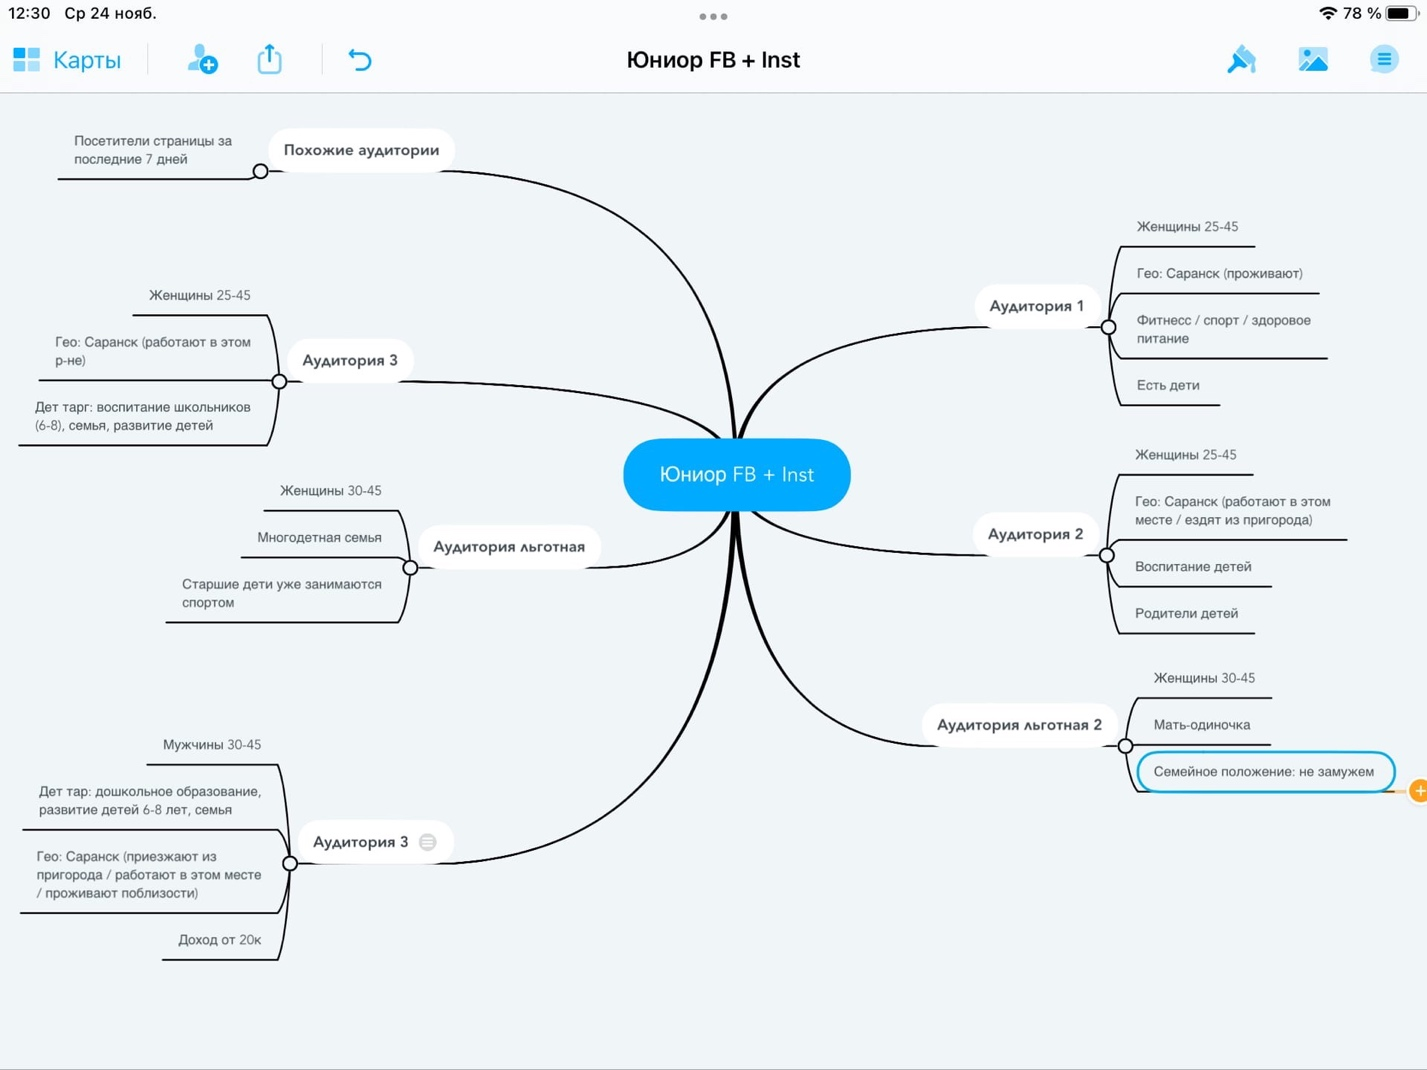 12:30 Ср 24 нояб.
78 %
Карты
Юниор FB + Inst
Похожие аудитории
Посетители страницы за
последние 7 дней
Аудитория 3
Женщины 25-45
Гео: Саранск (работают в этом
р-не)
Дет тарг: воспитание школьников
(6-8), семья, развитие детей
Аудитория льготная
Женщины 30-45
Многодетная семья
Старшие дети уже занимаются
спортом
Аудитория 3
Мужчины 30-45
Дет тар: дошкольное образование,
развитие детей 6-8 лет, семья
Гео: Саранск (приезжают из
пригорода / работают в этом месте
/ проживают поблизости)
Доход от 20к
Юниор FB + Inst
Аудитория 1
Женщины 25-45
Гео: Саранск (проживают)
Фитнесс / спорт / здоровое
питание
Есть дети
Аудитория 2
Женщины 25-45
Гео: Саранск (работают в этом
месте / ездят из пригорода)
Воспитание детей
Родители детей
Аудитория льготная 2
Женщины 30-45
Мать-одиночка
Семейное положение: не замужем